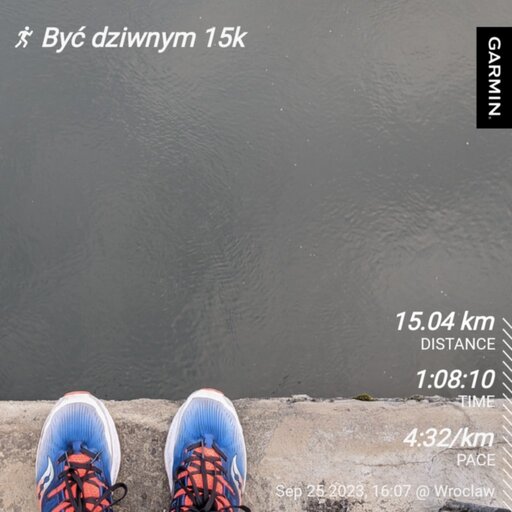 Być dziwnym 15k
GARMIN.
15.04 km
DISTANCE
1:08:10
TIME
4:32/km
PACE
Sep 25 2023, 16:07 @ Wroclaw